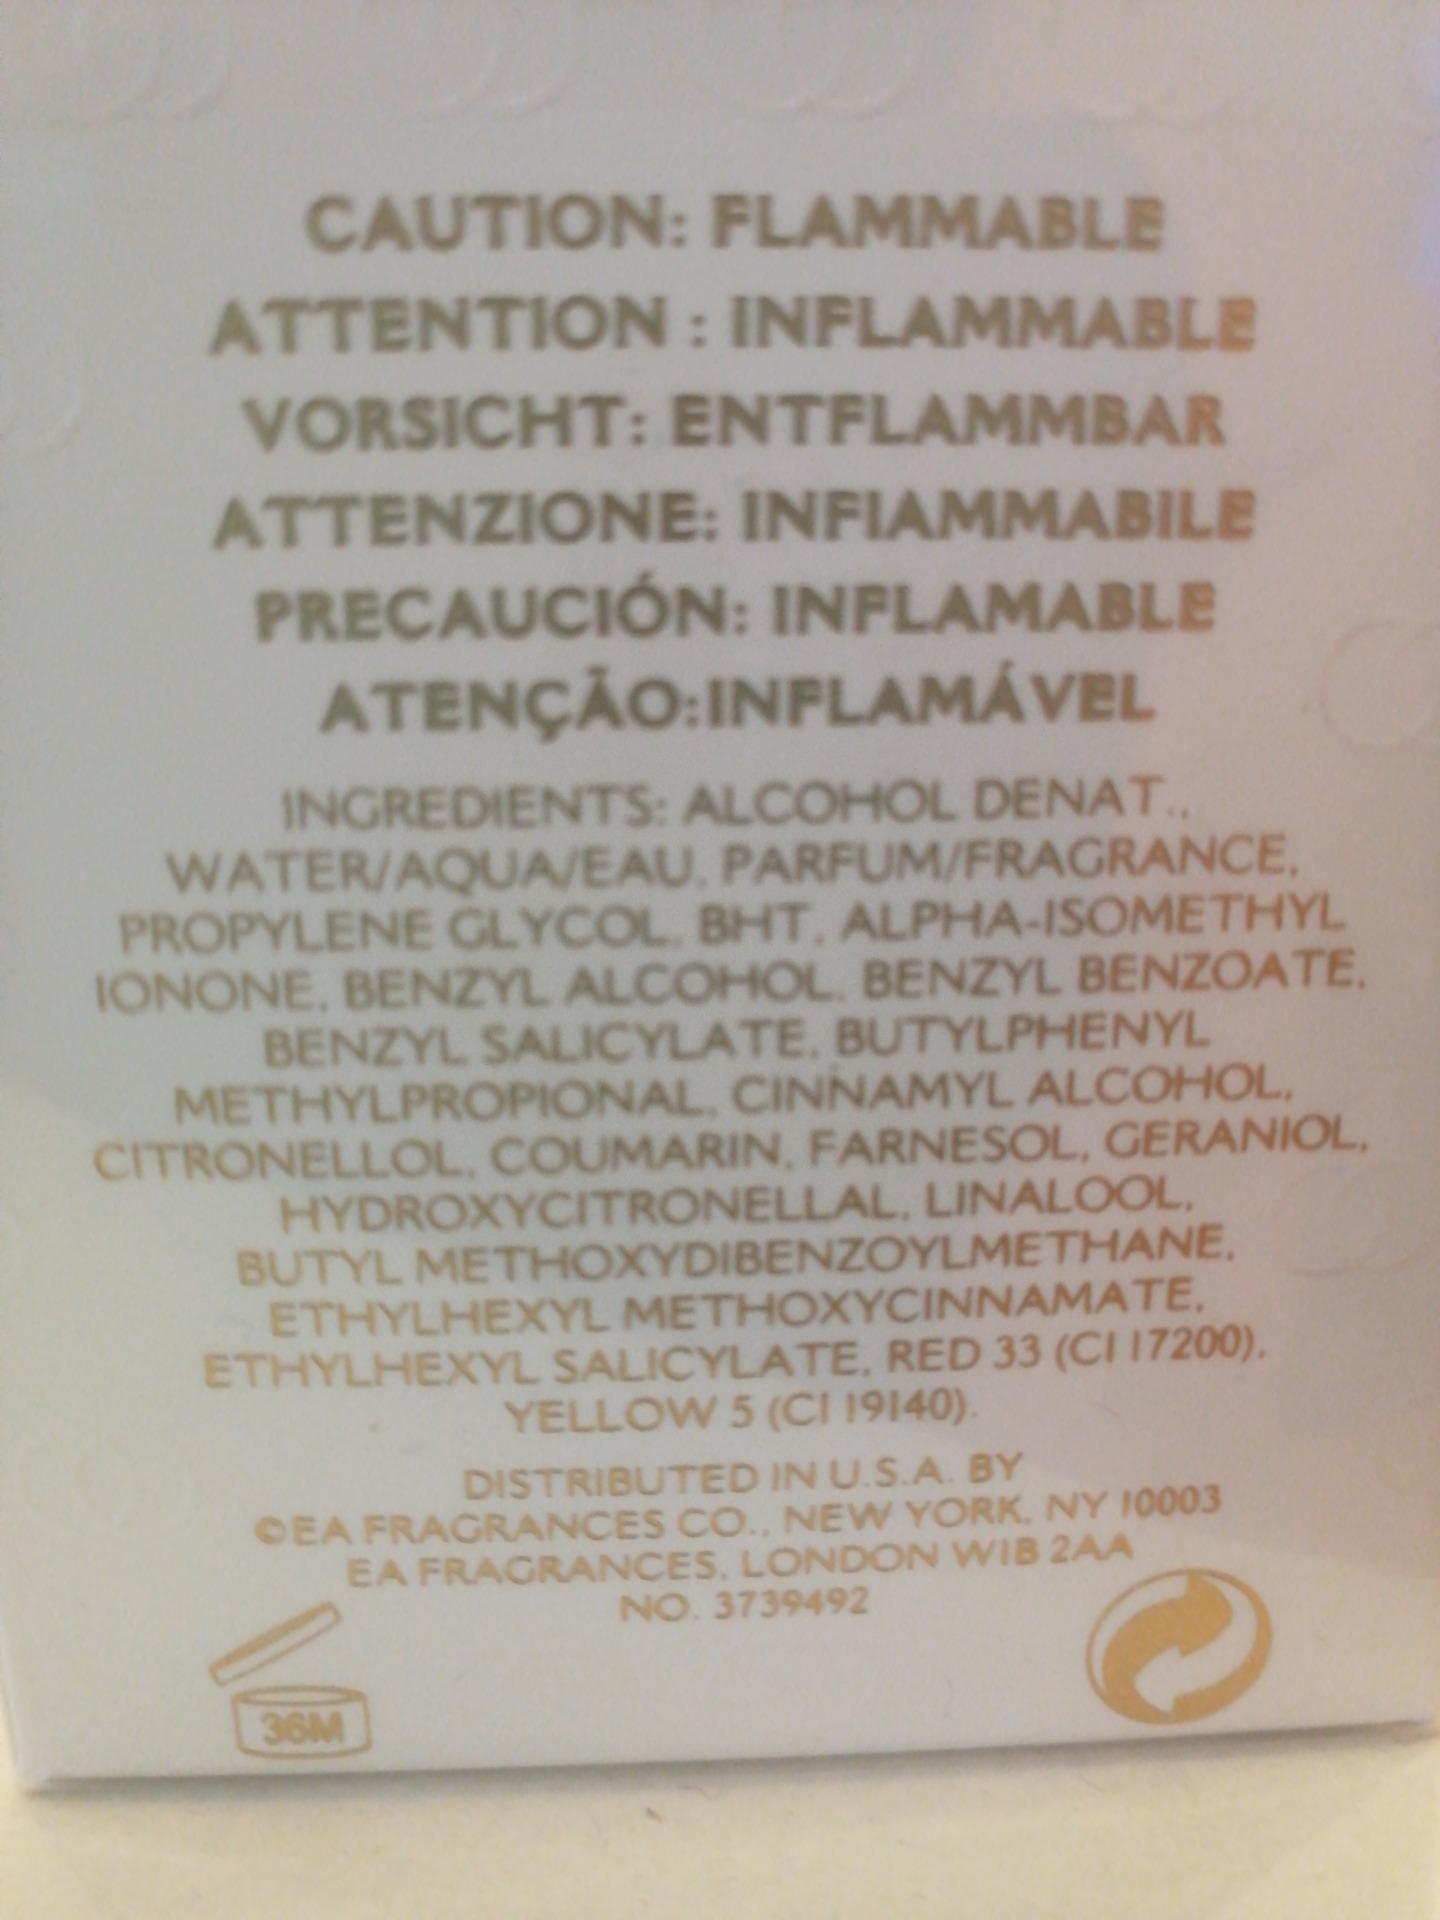 CAUTION: FLAMMABLE
ATTENTION : INFLAMMABLE
VORSICHT: ENTFLAMMBAR
ATTENZIONE: INFIAMMABILE
PRECAUCIÓN: INFLAMABLE
ATENÇÃO:INFLAMÁVEL
INGREDIENTS: ALCOHOL DENAT.,
WATER/AQUA/EAU, PARFUM/FRAGRANCE,
PROPYLENE GLYCOL, BHT, ALPHA-ISOMETHYL
IONONE, BENZYL ALCOHOL, BENZYL BENZOATE,
BENZYL SALICYLATE, BUTYLPHENYL
METHYLPROPIONAL, CINNAMYL ALCOHOL,
CITRONELLOL, COUMARIN, FARNESOL, GERANIOL,
HYDROXYCITRONELLAL, LINALOOL,
BUTYL METHOXYDIBENZOYLMETHANE,
ETHYLHEXYL METHOXYCINNAMATE,
ETHYLHEXYL SALICYLATE, RED 33 (CI 17200),
YELLOW 5 (CI 19140).
DISTRIBUTED IN U.S.A. BY
©EA FRAGRANCES CO., NEW YORK, NY 10003
EA FRAGRANCES, LONDON W1B 2AA
NO. 3739492
36M